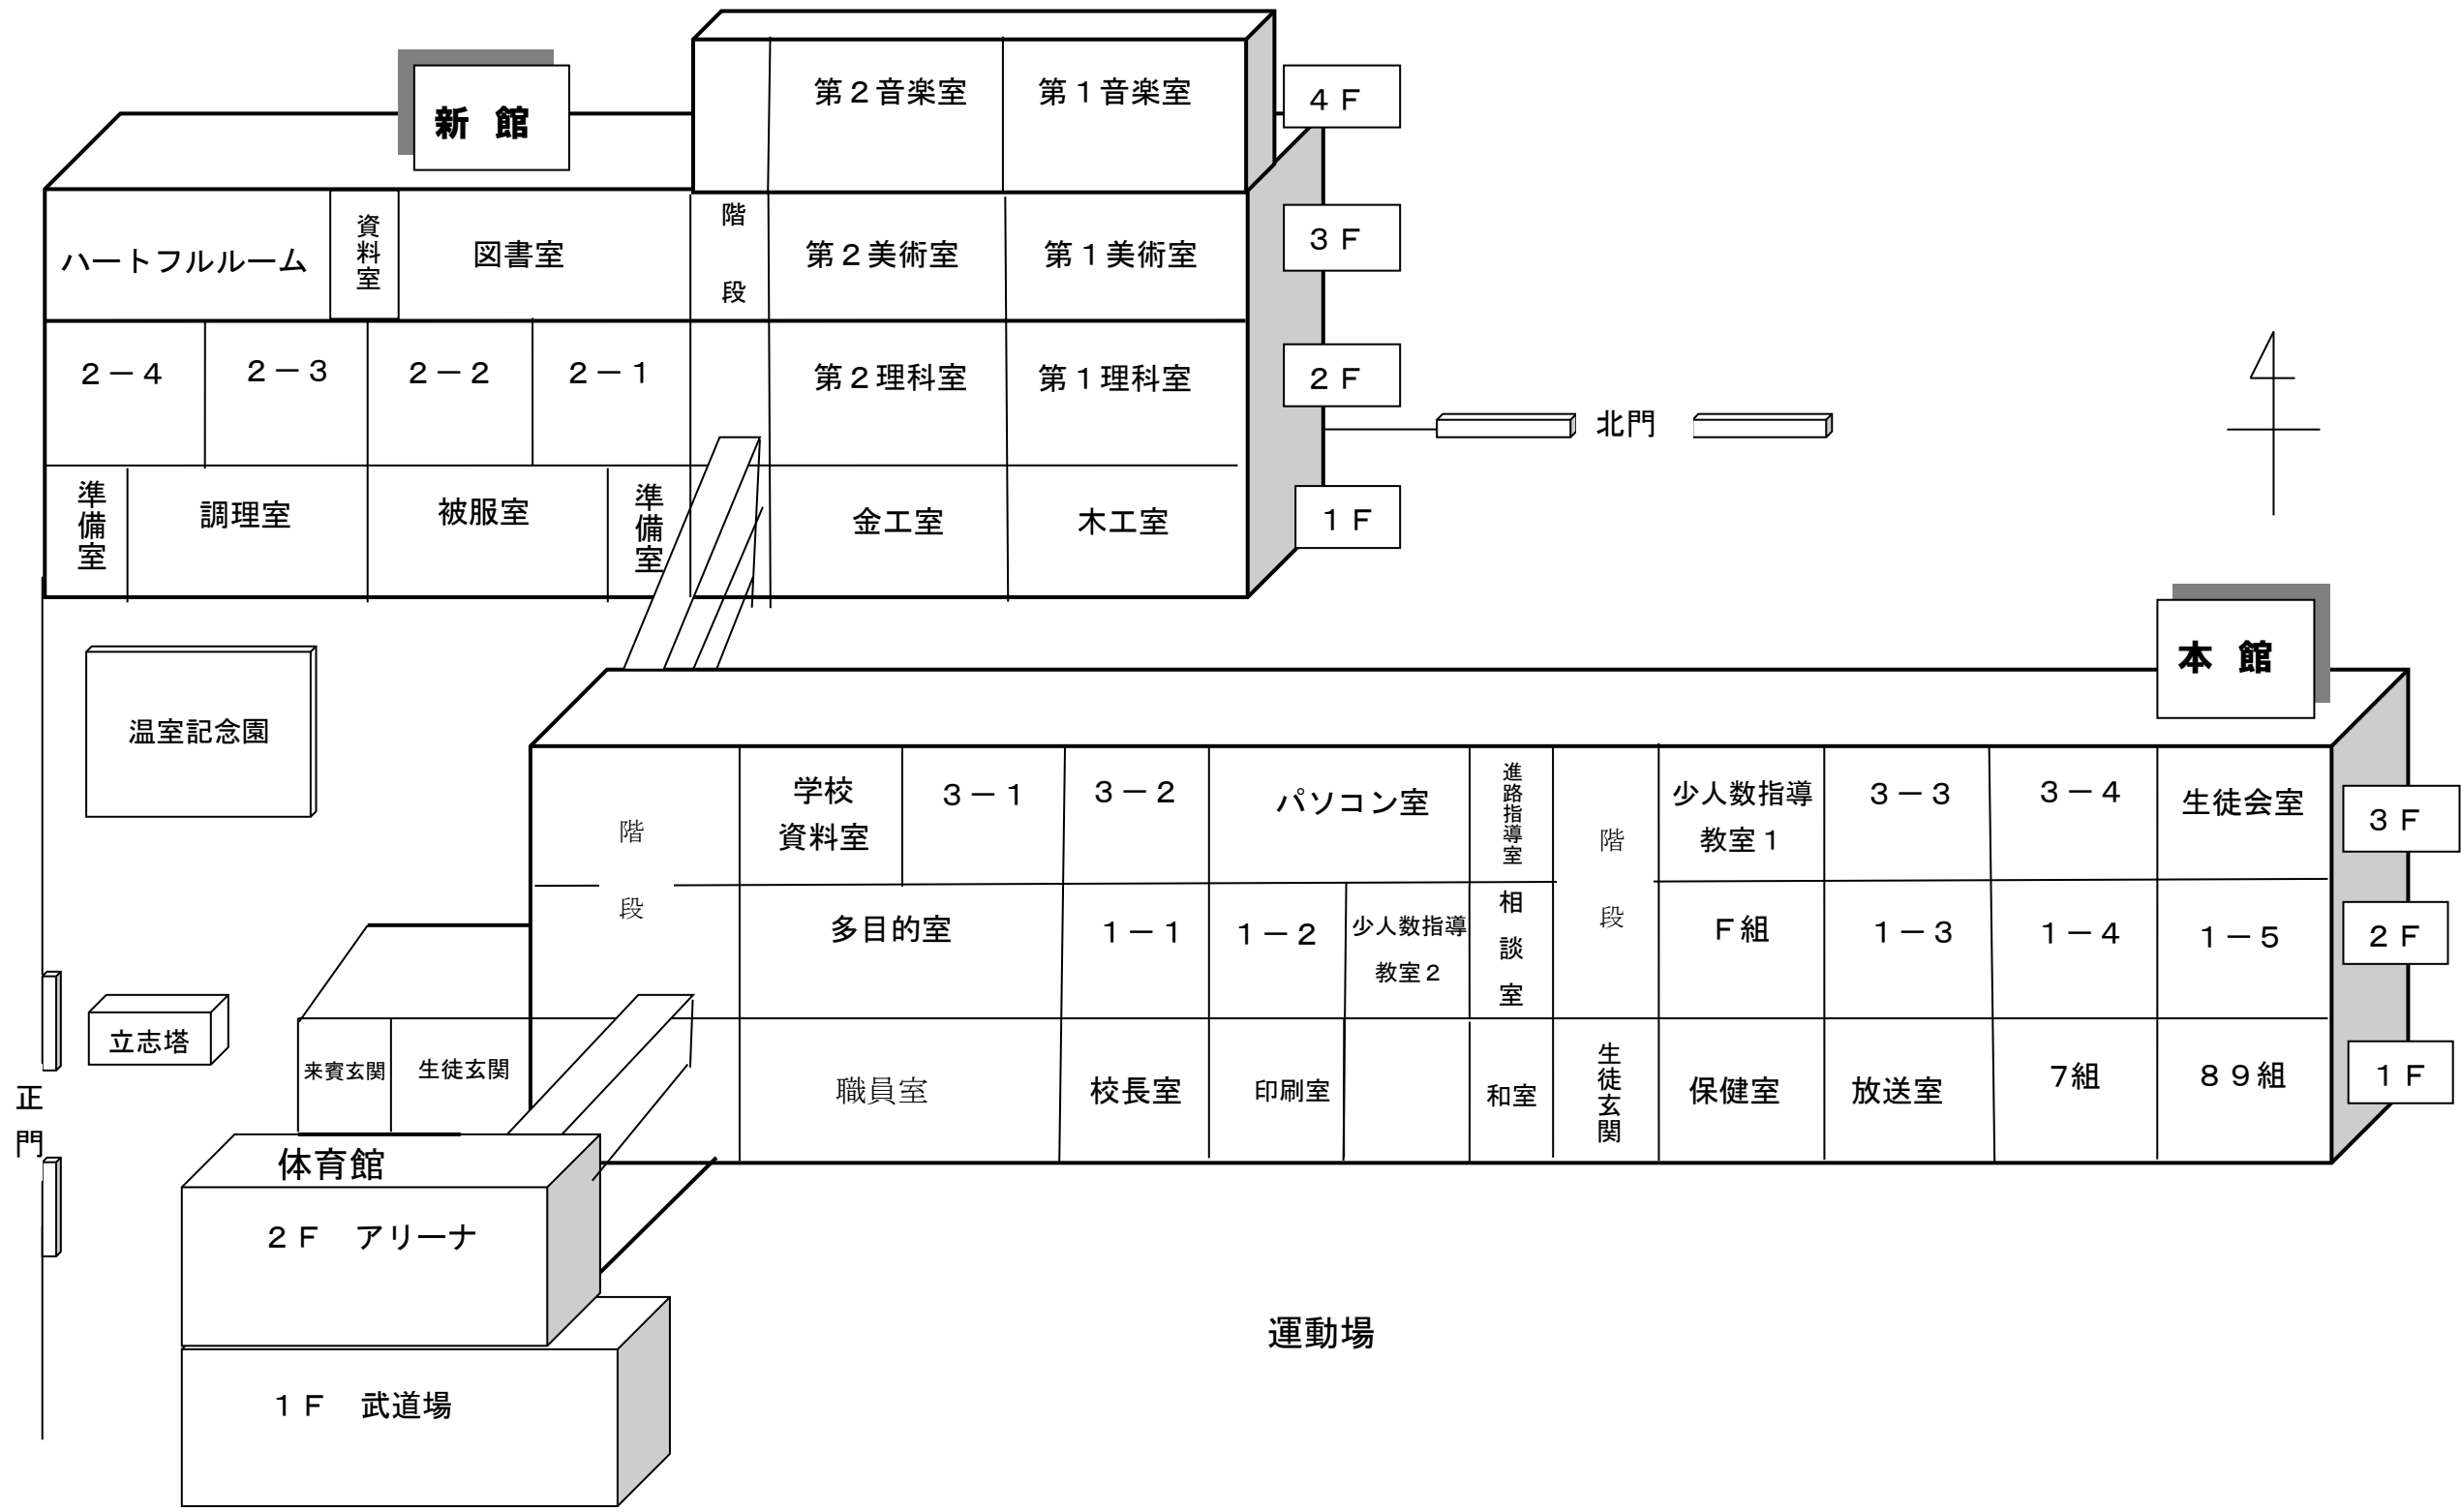 新 館
第2音楽室
第1音楽室
4F
ハートフルルーム
資料室
図書室
階段
第2美術室
第1美術室
3F
2-4
2-3
2-2
2-1
第2理科室
第1理科室
2F
北門
準備室
調理室
被服室
準備室
金工室
木工室
1F
本 館
温室記念園
階段
学校
資料室
3-1
3-2
パソコン室
進路指導室
階段
少人数指導
教室1
3-3
3-4
生徒会室
3F
多目的室
1-1
1-2
少人数指導
教室2
相談室
F組
1-3
1-4
1-5
2F
立志塔
来賓玄関
生徒玄関
職員室
校長室
印刷室
和室
生徒玄関
保健室
放送室
7組
89組
1F
正門
体育館
2F アリーナ
1F 武道場
運動場